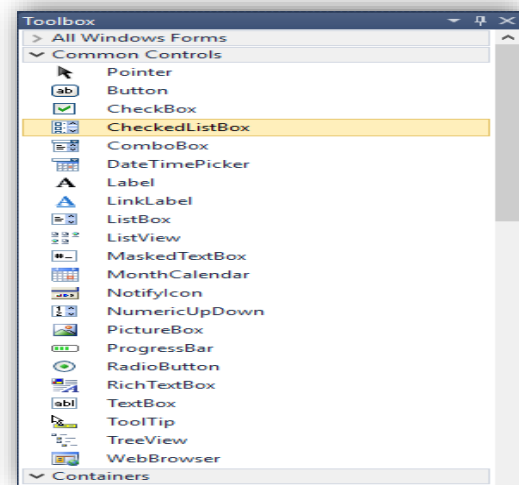 Toolbox
All Windows Forms
Common Controls
Pointer
Button
CheckBox
CheckedListBox
ComboBox
DateTimePicker
Label
LinkLabel
ListBox
ListView
MaskedTextBox
MonthCalendar
NotifyIcon
NumericUpDown
PictureBox
ProgressBar
RadioButton
RichTextBox
TextBox
ToolTip
TreeView
WebBrowser
Containers